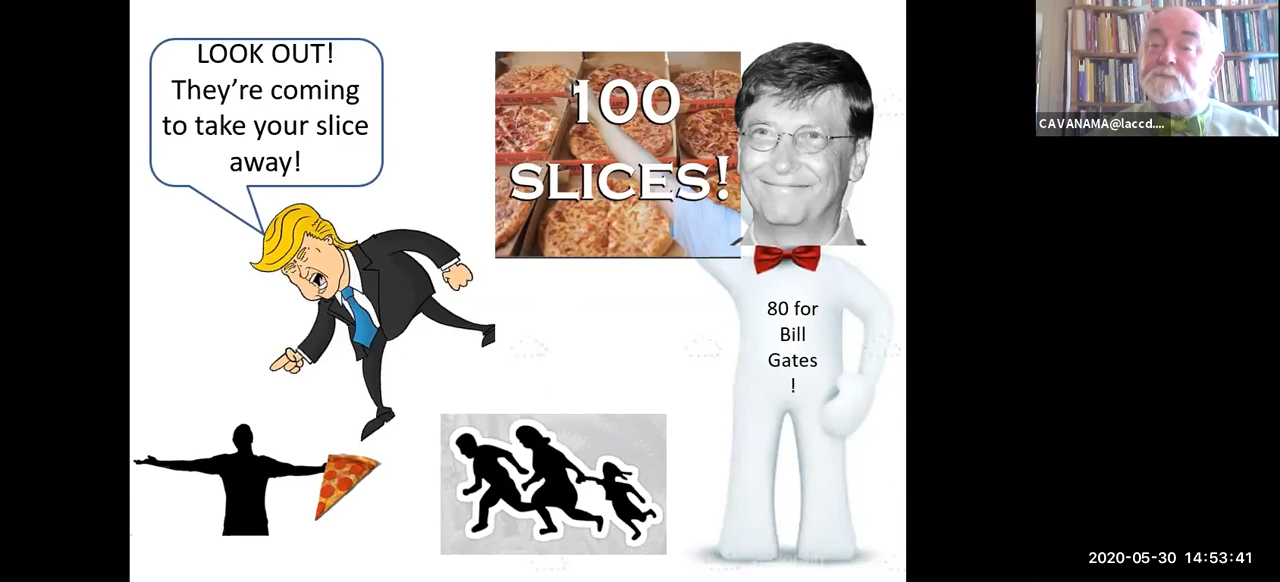 LOOK OUT!
They’re coming
to take your slice
away!
100
SLICES!
80 for
Bill
Gates
!
CAVANAMA@laccd....
2020-05-30 14:53:41